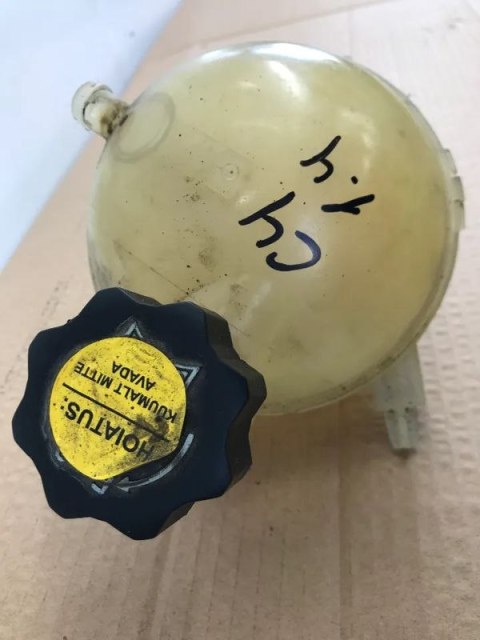 HOIATUS:
KUUMALT MITTE
AVADA
C4
1.4